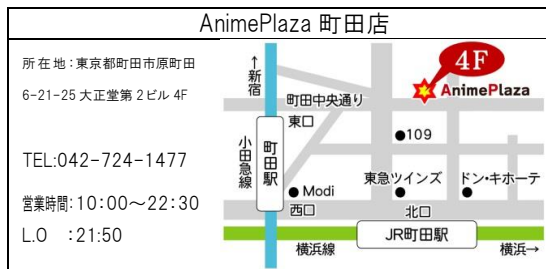 AnimePlaza 町田店
所在地:東京都町田市原町田
6-21-25 大正堂第2ビル 4F
TEL:042-724-1477
営業時間:10:00～22:30
L.O :21:50
↑新宿
4F
AnimePlaza
町田中央通り
東口
●109
小田急線
町田駅
東急ツインズ
ドン・キホーテ
●Modi
西口
北口
JR町田駅
横浜線
横浜→